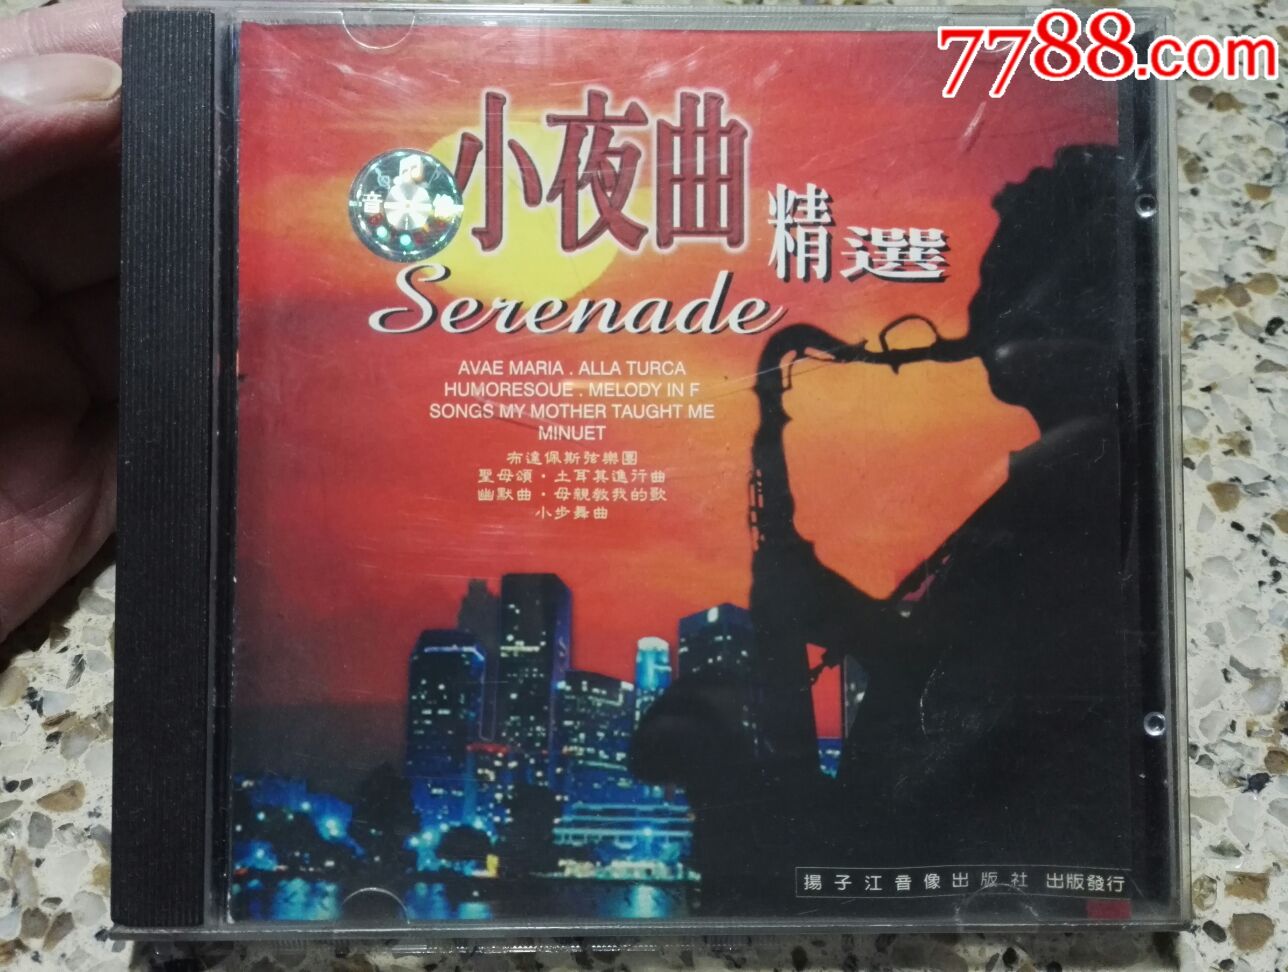 7788.com
小夜曲
精選
音像
Serenade
AVAE MARIA . ALLA TURCA
HUMORESOUE . MELODY IN F
SONGS MY MOTHER TAUGHT ME
MINUET
布達佩斯弦樂團
聖母頌・土耳其進行曲
幽默曲・母親教我的歌
小步舞曲
揚子江音像出版社 出版發行